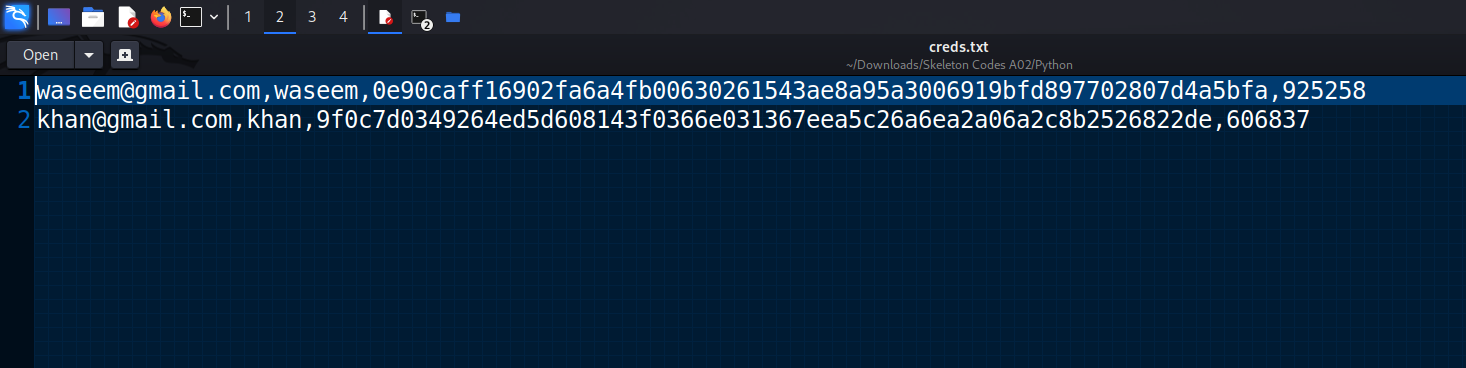 1 2 3 4
2
Open
creds.txt
~/Downloads/Skeleton Codes A02/Python
1 waseem@gmail.com,waseem,0e90caff16902fa6a4fb00630261543ae8a95a3006919bfd897702807d4a5bfa,925258
2 khan@gmail.com,khan,9f0c7d0349264ed5d608143f0366e031367eea5c26a6ea2a06a2c8b2526822de,606837